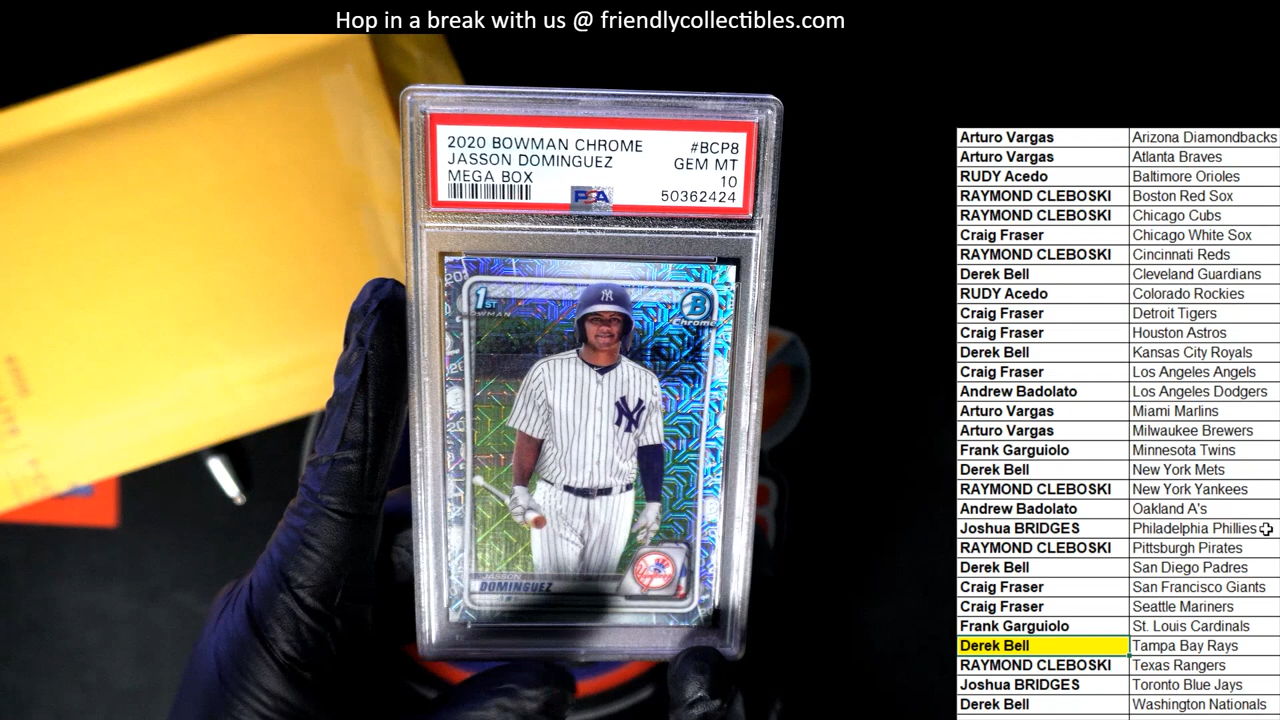 Hop in a break with us @ friendlycollectibles.com
2020 BOWMAN CHROME #BCP8
JASSON DOMINGUEZ GEM MT
MEGA BOX 10
PSA 50362424
1ST
BOWMAN
B
Chrome
NY
NY
JASSON
DOMINGUEZ
Yankees
Arturo Vargas Arizona Diamondbacks
Arturo Vargas Atlanta Braves
RUDY Acedo Baltimore Orioles
RAYMOND CLEBOSKI Boston Red Sox
RAYMOND CLEBOSKI Chicago Cubs
Craig Fraser Chicago White Sox
RAYMOND CLEBOSKI Cincinnati Reds
Derek Bell Cleveland Guardians
RUDY Acedo Colorado Rockies
Craig Fraser Detroit Tigers
Craig Fraser Houston Astros
Derek Bell Kansas City Royals
Craig Fraser Los Angeles Angels
Andrew Badolato Los Angeles Dodgers
Arturo Vargas Miami Marlins
Arturo Vargas Milwaukee Brewers
Frank Garguiolo Minnesota Twins
Derek Bell New York Mets
RAYMOND CLEBOSKI New York Yankees
Andrew Badolato Oakland A's
Joshua BRIDGES Philadelphia Phillies
RAYMOND CLEBOSKI Pittsburgh Pirates
Derek Bell San Diego Padres
Craig Fraser San Francisco Giants
Craig Fraser Seattle Mariners
Frank Garguiolo St. Louis Cardinals
Derek Bell Tampa Bay Rays
RAYMOND CLEBOSKI Texas Rangers
Joshua BRIDGES Toronto Blue Jays
Derek Bell Washington Nationals